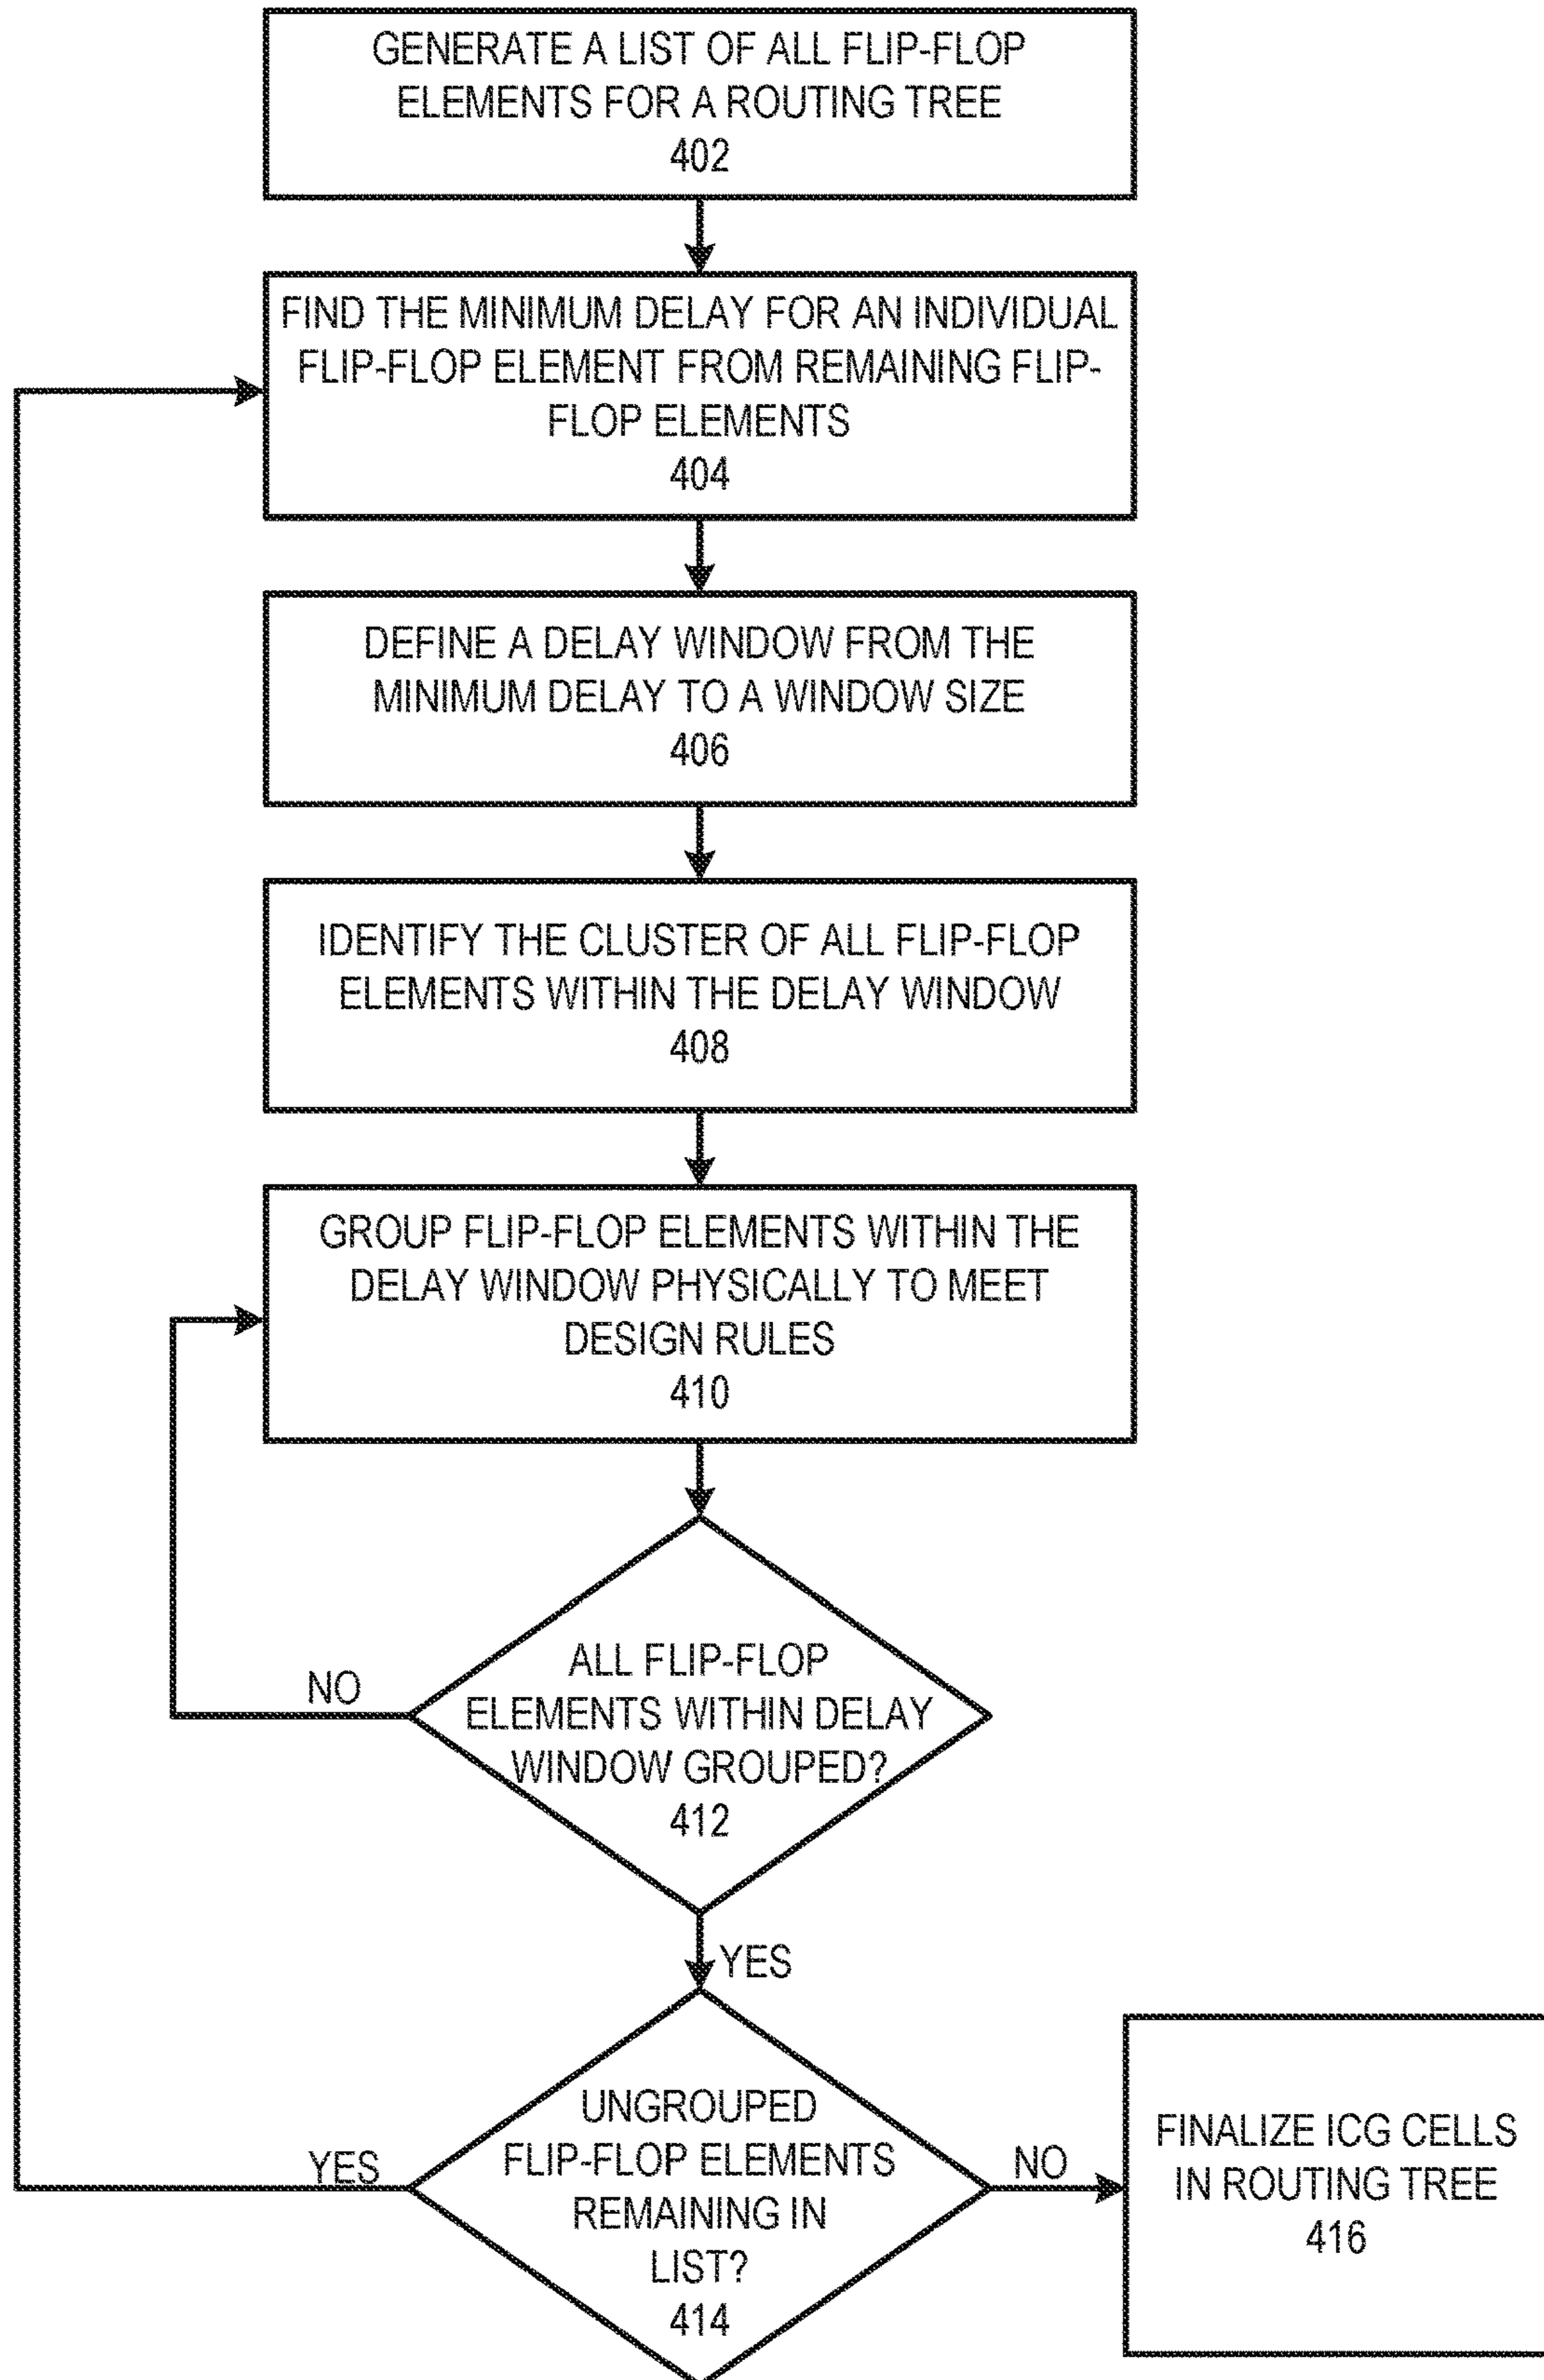 GENERATE A LIST OF ALL FLIP-FLOP
ELEMENTS FOR A ROUTING TREE
402
FIND THE MINIMUM DELAY FOR AN INDIVIDUAL
FLIP-FLOP ELEMENT FROM REMAINING FLIP-
FLOP ELEMENTS
404
DEFINE A DELAY WINDOW FROM THE
MINIMUM DELAY TO A WINDOW SIZE
406
IDENTIFY THE CLUSTER OF ALL FLIP-FLOP
ELEMENTS WITHIN THE DELAY WINDOW
408
GROUP FLIP-FLOP ELEMENTS WITHIN THE
DELAY WINDOW PHYSICALLY TO MEET
DESIGN RULES
410
NO
ALL FLIP-FLOP
ELEMENTS WITHIN DELAY
WINDOW GROUPED?
412
YES
YES
UNGROUPED
FLIP-FLOP ELEMENTS
REMAINING IN
LIST?
414
NO
FINALIZE ICG CELLS
IN ROUTING TREE
416